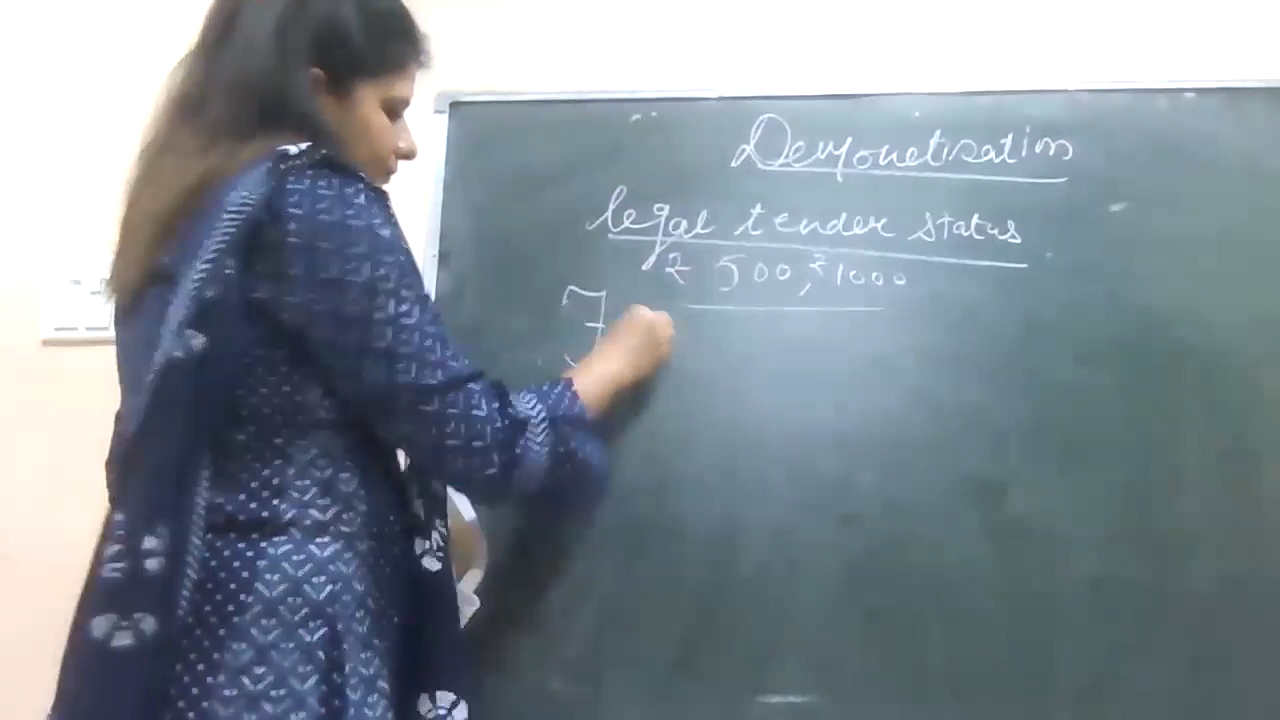 Demonetisation
legal tender status
₹ 500, ₹ 1000